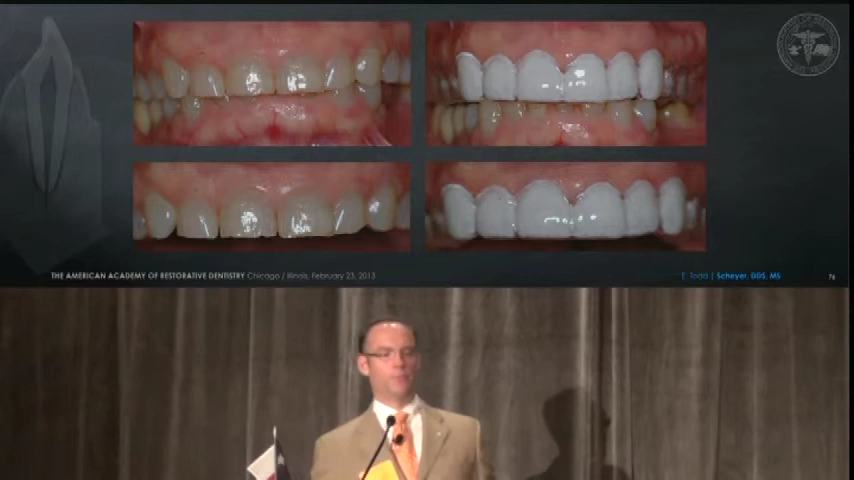 THE AMERICAN ACADEMY OF RESTORATIVE DENTISTRY Chicago / Illinois, February 23, 2013
E. Todd | Scheyer, DDS, MS
76